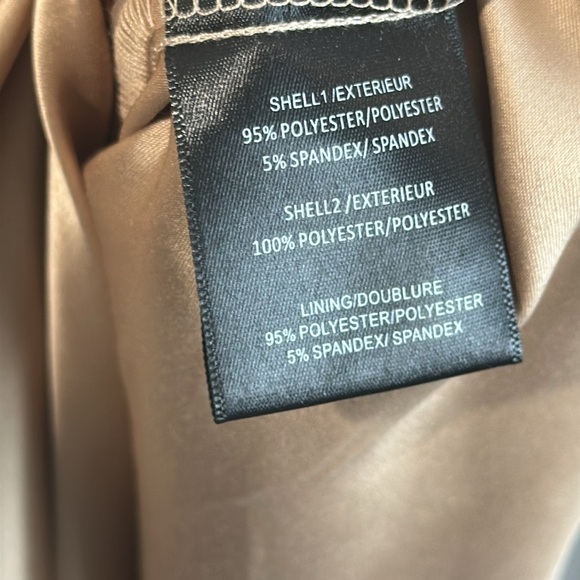 SHELL1/EXTERIEUR
95% POLYESTER/POLYESTER
5% SPANDEX/ SPANDEX
SHELL2/EXTERIEUR
100% POLYESTER/POLYESTER
LINING/DOUBLURE
95% POLYESTER/POLYESTER
5% SPANDEX/ SPANDEX